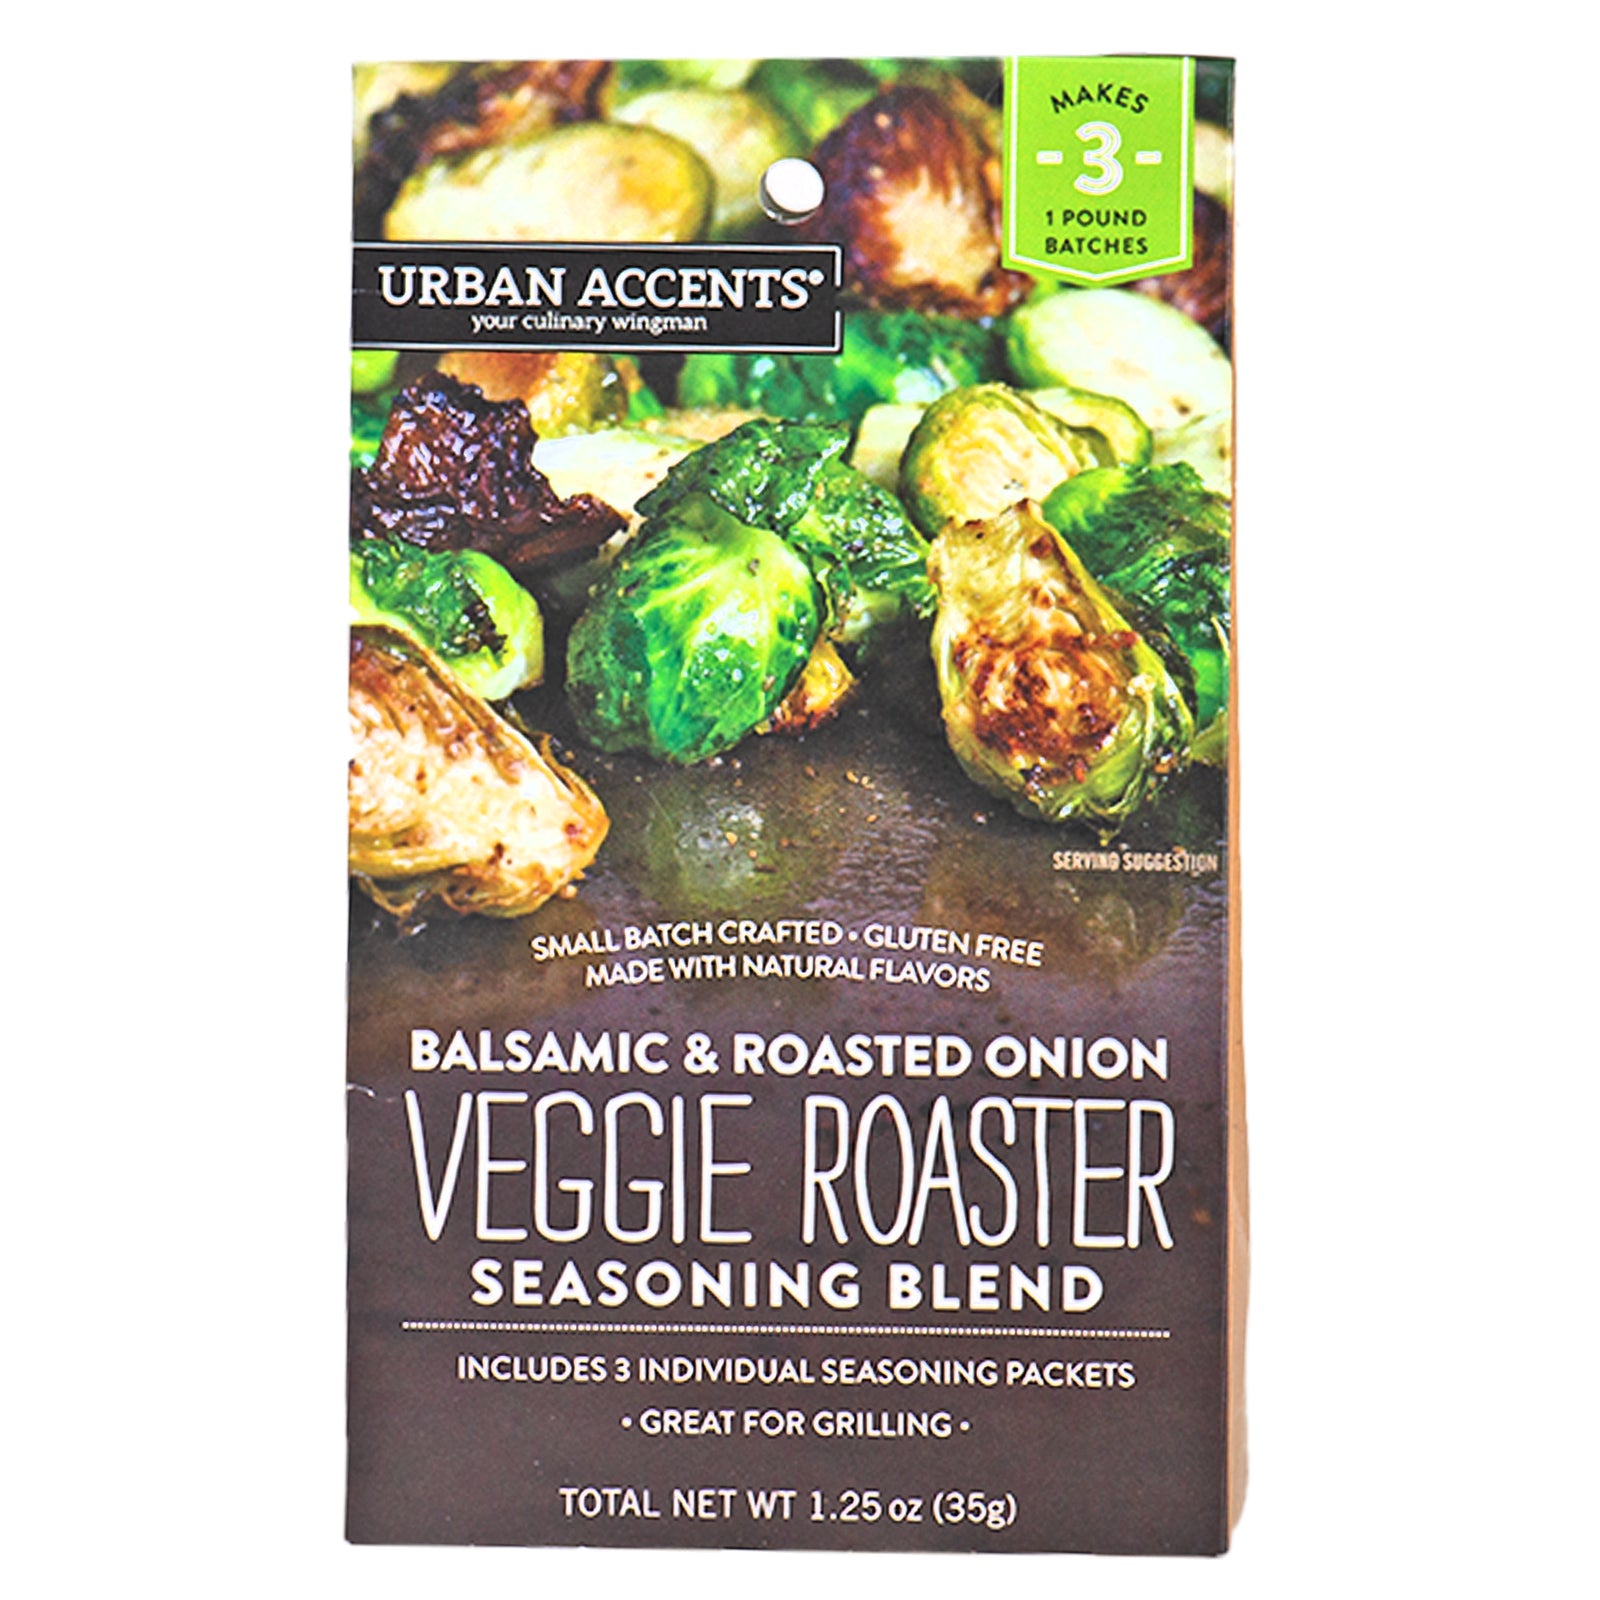 MAKES
3
1 POUND
BATCHES
URBAN ACCENTS®
your culinary wingman
SERVING SUGGESTION
SMALL BATCH CRAFTED • GLUTEN FREE
MADE WITH NATURAL FLAVORS
BALSAMIC & ROASTED ONION
VEGGIE ROASTER
SEASONING BLEND
INCLUDES 3 INDIVIDUAL SEASONING PACKETS
• GREAT FOR GRILLING •
TOTAL NET WT 1.25 oz (35g)